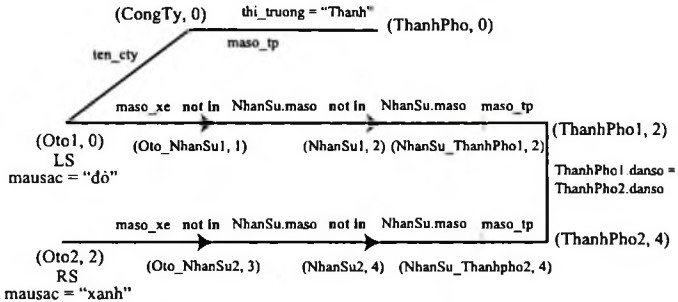 thi_truong = "Thanh"
(CongTy, 0)
(ThanhPho, 0)
maso_tp
ten_cty
maso_xe not in NhanSu.maso not in NhanSu.maso maso_tp
(Oto1, 0)
(Oto_NhanSu1, 1)
(NhanSu1, 2)
(NhanSu_ThanhPho1, 2)
(ThanhPho1, 2)
LS
mausac = "đỏ"
ThanhPho1.danso =
ThanhPho2.danso
maso_xe not in NhanSu.maso not in NhanSu.maso maso_tp
(Oto2, 2)
(Oto_NhanSu2, 3)
(NhanSu2, 4)
(NhanSu_Thanhpho2, 4)
(ThanhPho2, 4)
RS
mausac = "xanh"